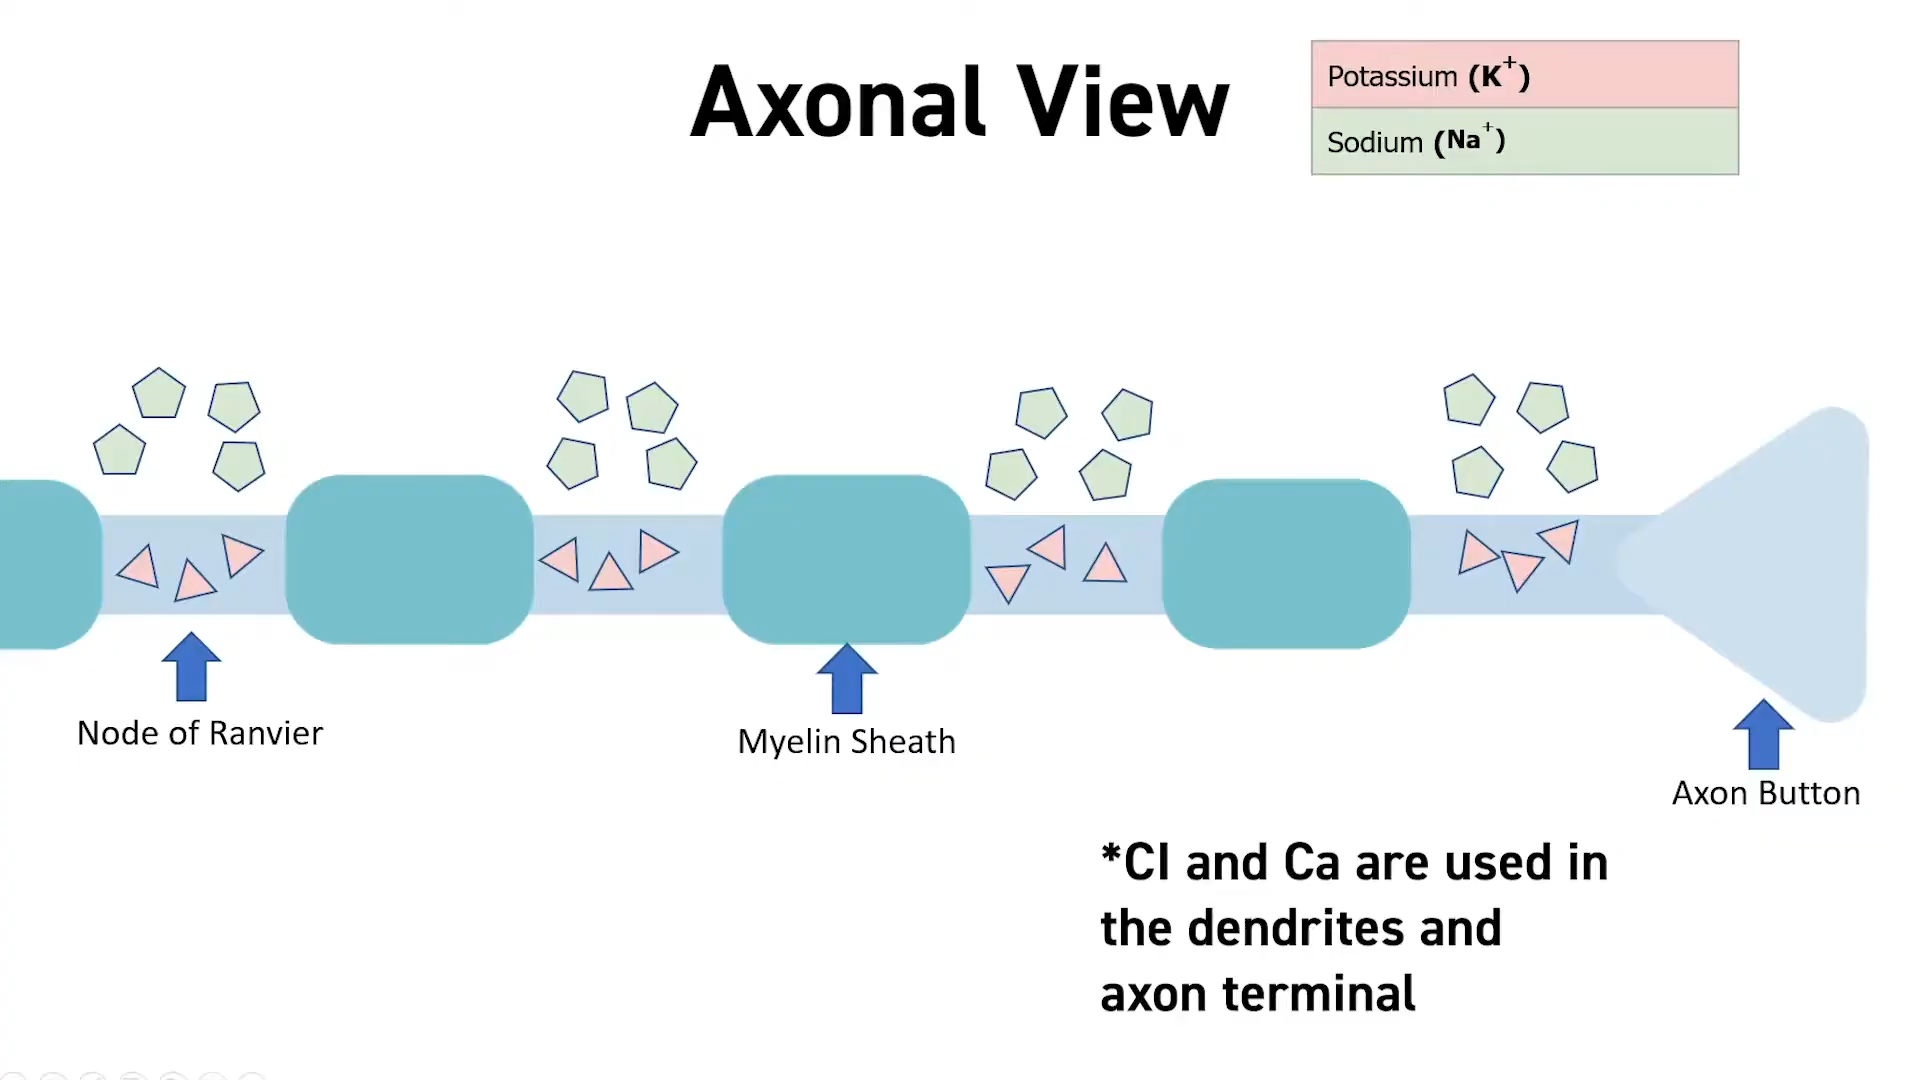 Axonal View
Potassium (K⁺)
Sodium (Na⁺)
Node of Ranvier
Myelin Sheath
Axon Button
*Cl and Ca are used in
the dendrites and
axon terminal